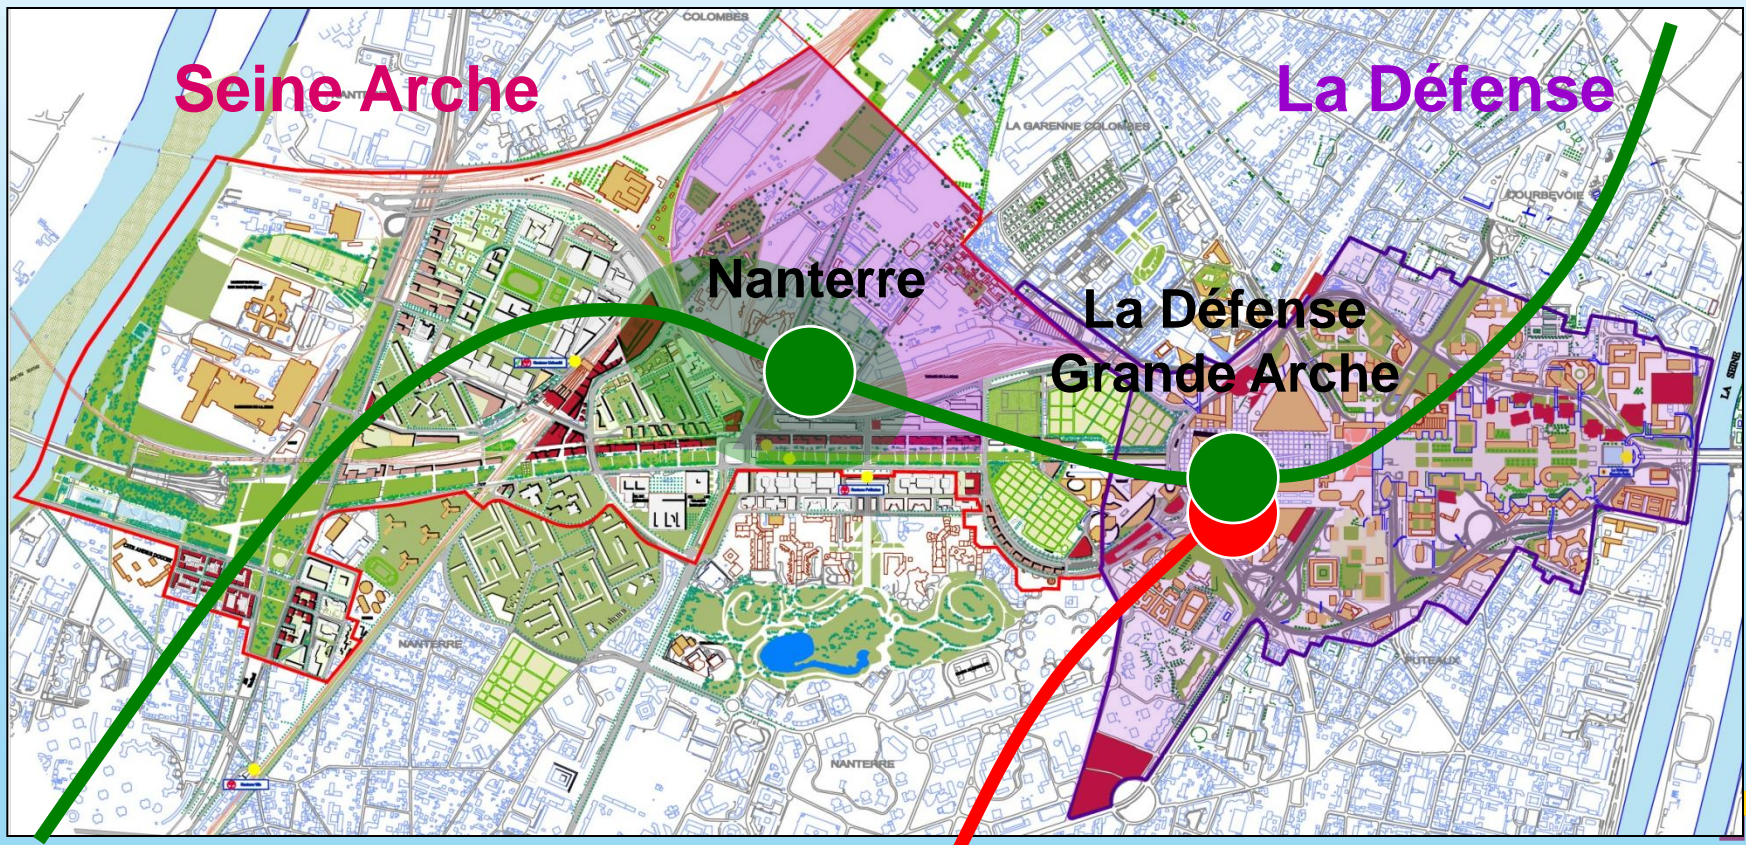 COLOMBES
Seine Arche
La Défense
LA GARENNE COLOMBES
COURBEVOIE
Nanterre
La Défense
Grande Arche
LA SEINE
NANTERRE
PUTEAUX
NANTERRE